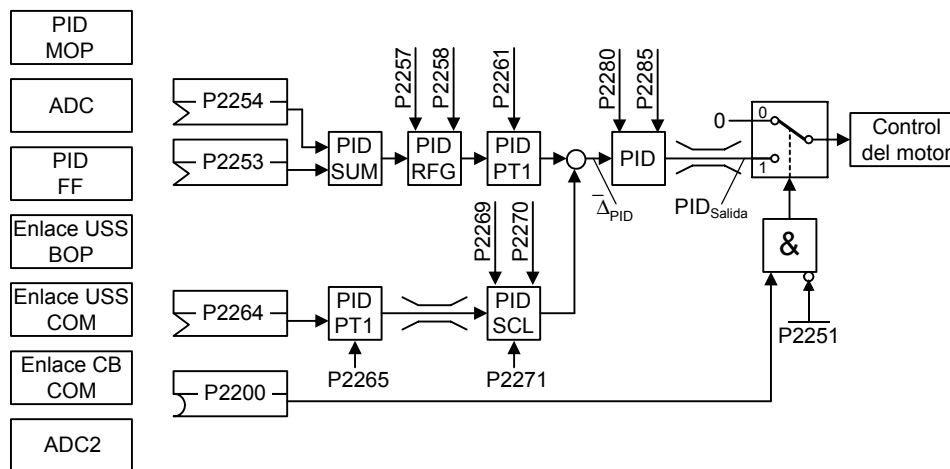 PID
MOP
ADC
PID
FF
Enlace USS
BOP
Enlace USS
COM
Enlace CB
COM
ADC2
P2254
P2253
P2264
P2200
PID
SUM
P2257
P2258
PID
RFG
P2261
PID
PT1
P2280
P2285
PID
Δ PID
PID Salida
0
0
1
Control
del motor
&
P2251
PID
PT1
P2265
P2269
P2270
PID
SCL
P2271